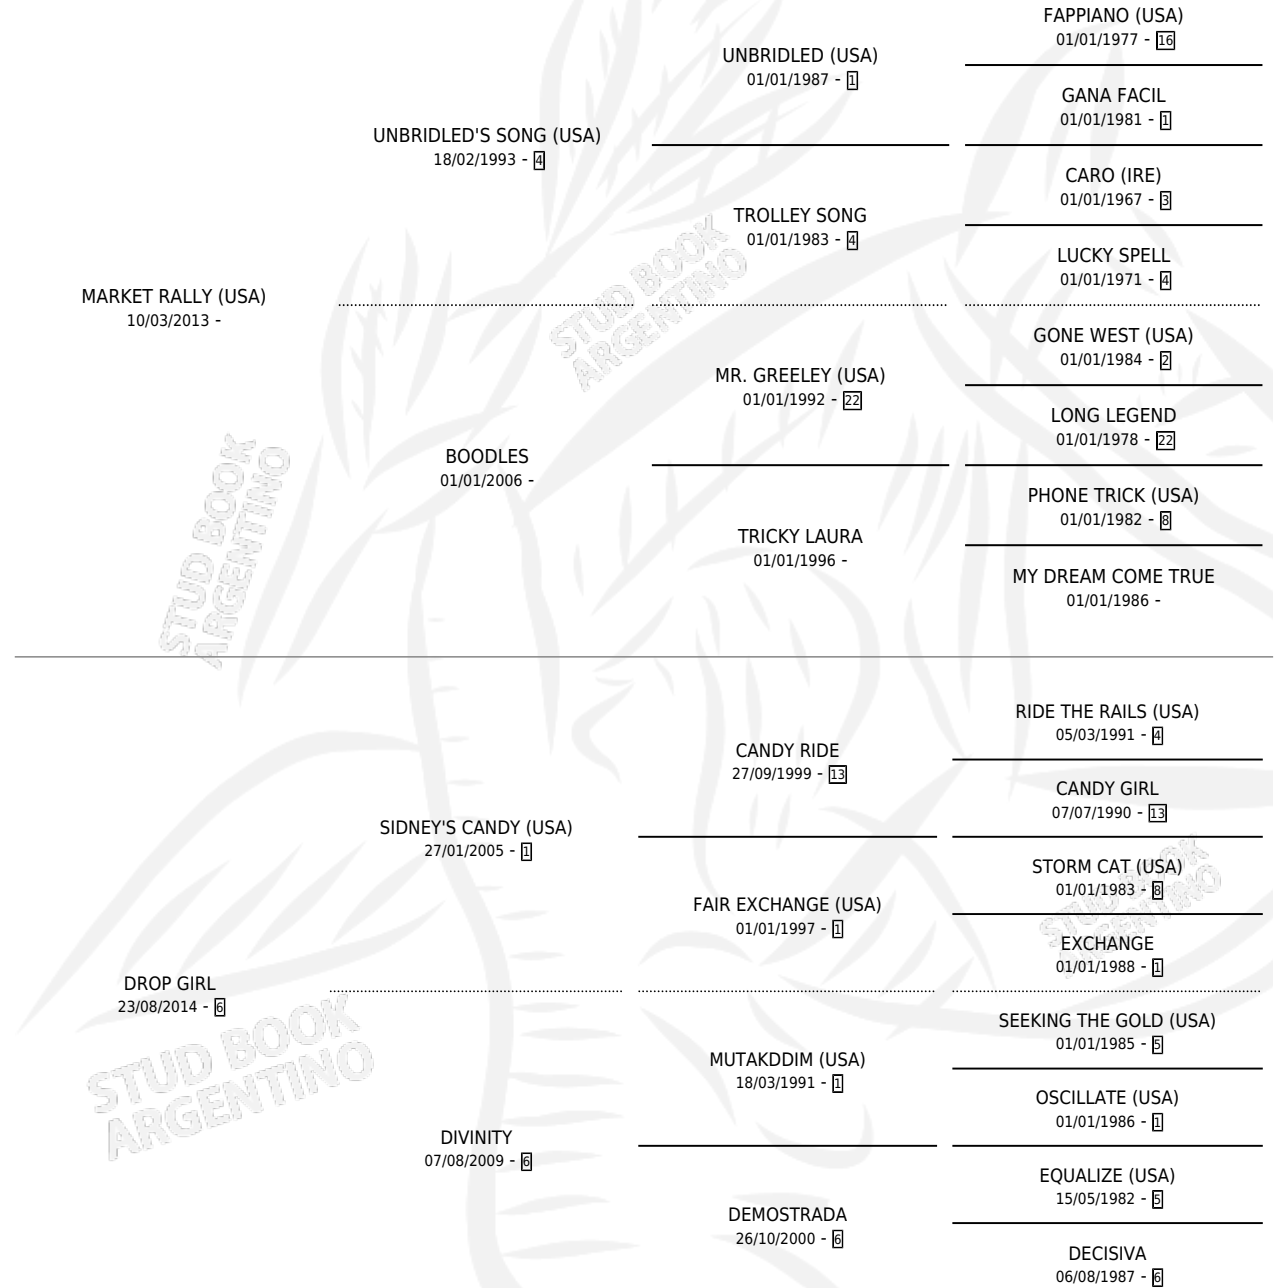 FAPPIANO (USA)
01/01/1977 - 16
UNBRIDLED (USA)
01/01/1987 - 1
GANA FACIL
01/01/1981 - 1
UNBRIDLED'S SONG (USA)
18/02/1993 - 4
CARO (IRE)
01/01/1967 - 3
TROLLEY SONG
01/01/1983 - 4
LUCKY SPELL
01/01/1971 - 4
MARKET RALLY (USA)
10/03/2013 -
GONE WEST (USA)
01/01/1984 - 2
MR. GREELEY (USA)
01/01/1992 - 22
LONG LEGEND
01/01/1978 - 22
BOODLES
01/01/2006 -
PHONE TRICK (USA)
01/01/1982 - 8
TRICKY LAURA
01/01/1996 -
MY DREAM COME TRUE
01/01/1986 -
RIDE THE RAILS (USA)
05/03/1991 - 4
CANDY RIDE
27/09/1999 - 13
CANDY GIRL
07/07/1990 - 13
SIDNEY'S CANDY (USA)
27/01/2005 - 1
STORM CAT (USA)
01/01/1983 - 8
FAIR EXCHANGE (USA)
01/01/1997 - 1
EXCHANGE
01/01/1988 - 1
DROP GIRL
23/08/2014 - 6
SEEKING THE GOLD (USA)
01/01/1985 - 5
MUTAKDDIM (USA)
18/03/1991 - 1
OSCILLATE (USA)
01/01/1986 - 1
DIVINITY
07/08/2009 - 6
EQUALIZE (USA)
15/05/1982 - 5
DEMOSTRADA
26/10/2000 - 6
DECISIVA
06/08/1987 - 6
STUD BOOK
ARGENTINO
STUD BOOK
ARGENTINO
STUD BOOK
ARGENTINO
STUD BOOK
ARGENTINO